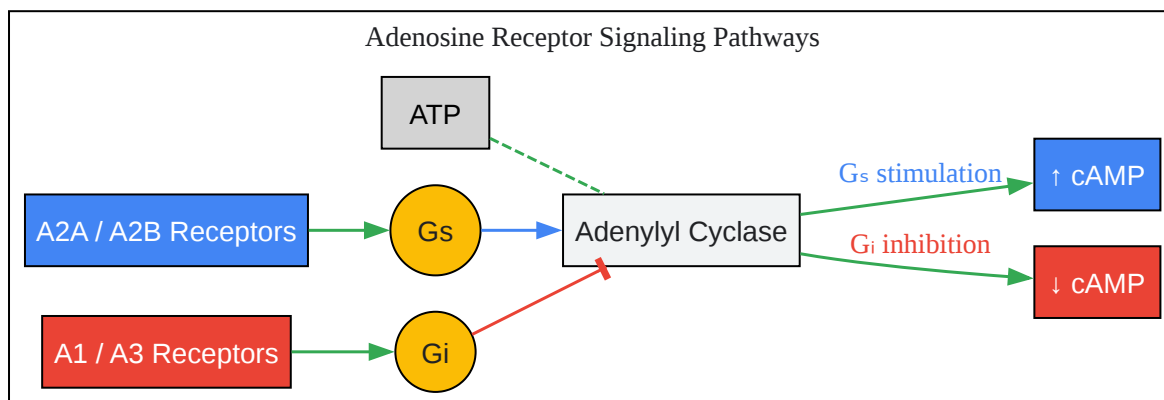 Adenosine Receptor Signaling Pathways
ATP
Gₛ stimulation
↑ cAMP
A2A / A2B Receptors
Gs
Adenylyl Cyclase
Gᵢ inhibition
↓ cAMP
A1 / A3 Receptors
Gi